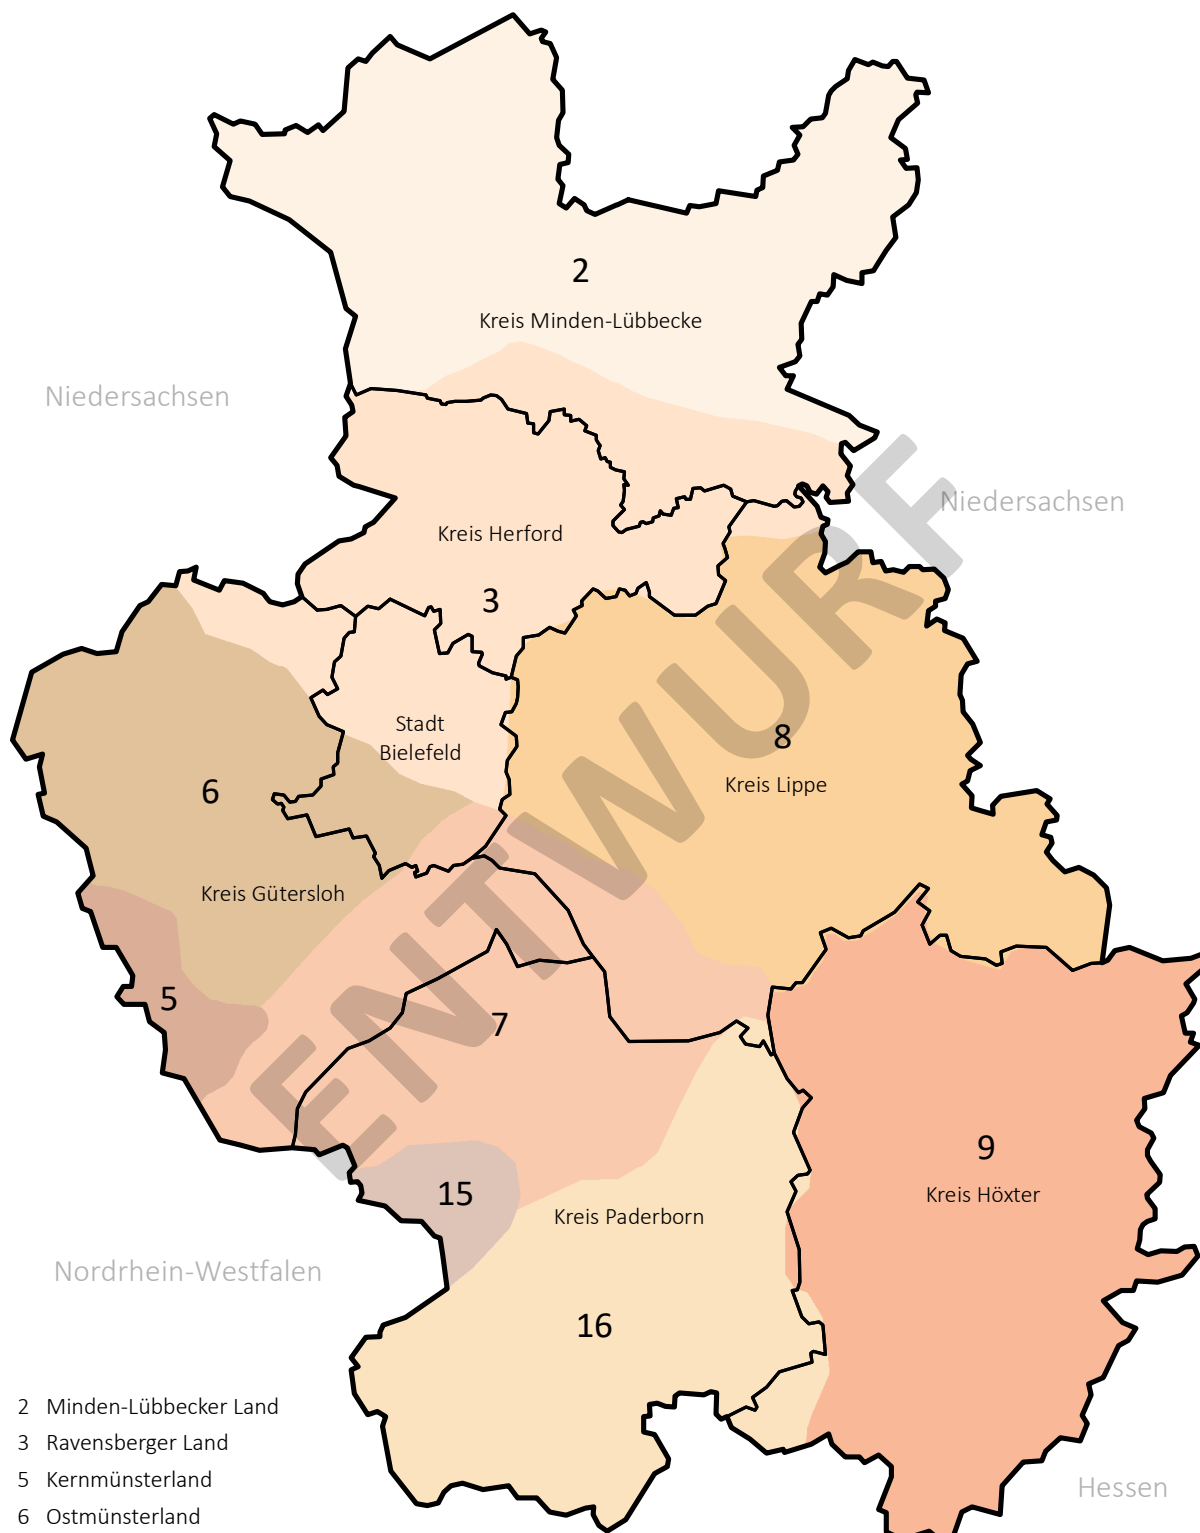 2
Kreis Minden-Lübbecke
Niedersachsen
Niedersachsen
Kreis Herford
3
Stadt
Bielefeld
8
Kreis Lippe
6
Kreis Gütersloh
5
7
9
Kreis Höxter
15
Kreis Paderborn
Nordrhein-Westfalen
16
ENTWURF
2 Minden-Lübbecker Land
3 Ravensberger Land
5 Kernmünsterland
6 Ostmünsterland
Hessen